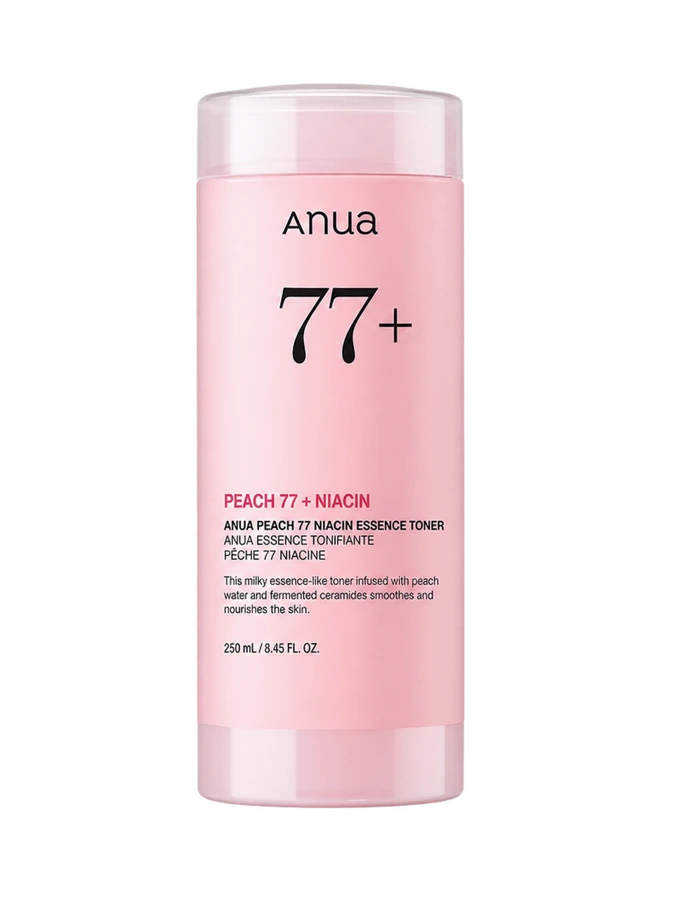 Anua
77+
PEACH 77 + NIACIN
ANUA PEACH 77 NIACIN ESSENCE TONER
ANUA ESSENCE TONIFIANTE
PÊCHE 77 NIACINE
This milky essence-like toner infused with peach
water and fermented ceramides smoothes and
nourishes the skin.
250 mL / 8.45 FL. OZ.